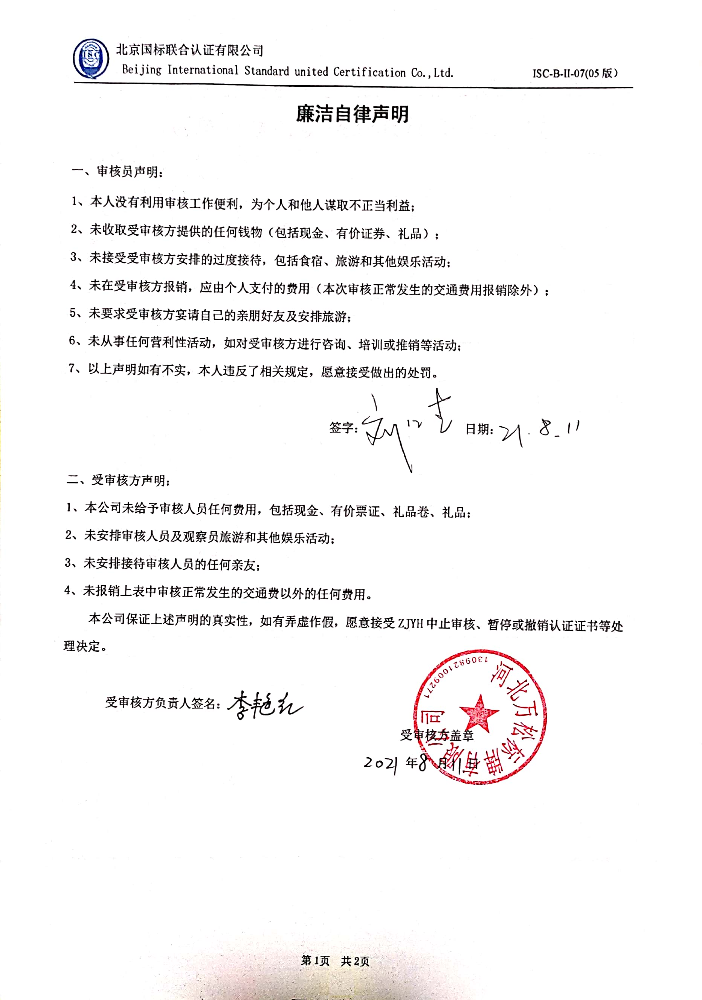 ISC
北京国标联合认证有限公司
Beijing International Standard united Certification Co.,Ltd.
ISC-B-II-07(05版)
廉洁自律声明
一、审核员声明：
1、本人没有利用审核工作便利，为个人和他人谋取不正当利益；
2、未收取受审核方提供的任何钱物（包括现金、有价证券、礼品）；
3、未接受受审核方安排的过度接待，包括食宿、旅游和其他娱乐活动；
4、未在受审核方报销，应由个人支付的费用（本次审核正常发生的交通费用报销除外）；
5、未要求受审核方宴请自己的亲朋好友及安排旅游；
6、未从事任何营利性活动，如对受审核方进行咨询、培训或推销等活动；
7、以上声明如有不实，本人违反了相关规定，愿意接受做出的处罚。
签字： 日期：21.8.11
二、受审核方声明：
1、本公司未给予审核人员任何费用，包括现金、有价票证、礼品卷、礼品；
2、未安排审核人员及观察员旅游和其他娱乐活动；
3、未安排接待审核人员的任何亲友；
4、未报销上表中审核正常发生的交通费以外的任何费用。
本公司保证上述声明的真实性，如有弄虚作假，愿意接受 ZJYH 中止审核、暂停或撤销认证证书等处
理决定。
受审核方负责人签名：李艳红
河北万松标牌有限公司
1309821009271
受审核方盖章
2021年8月11日
第1页 共2页